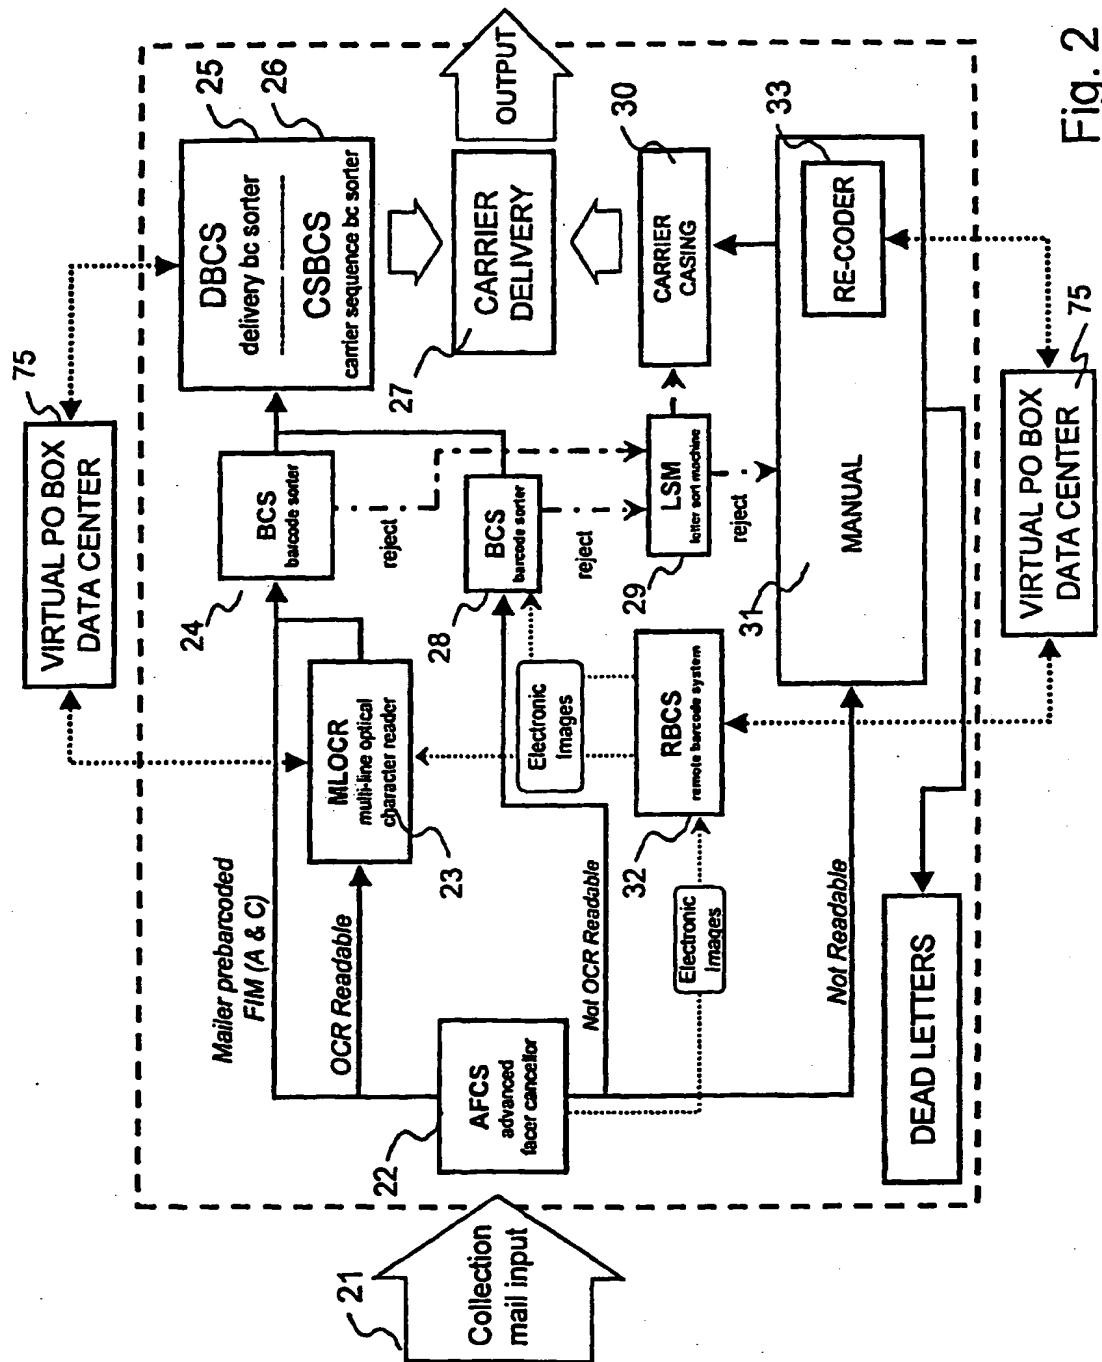 75
VIRTUAL PO BOX
DATA CENTER
Mailer prebarcoded
FIM (A & C)
OCR Readable
24
BCS
barcode sorter
DBCS
delivery bc sorter
25
CSBCS
carrier sequence bc sorter
26
MLOCR
multi-line optical
character reader
23
reject
21
Collection
mail input
22
AFCS
advanced
facer cancellor
28
BCS
barcode sorter
reject
27
CARRIER
DELIVERY
OUTPUT
Electronic
Images
Not OCR Readable
32
RBCS
remote barcode system
29
LSM
letter sort machine
reject
CARRIER
CASING
30
Electronic
Images
Not Readable
31
MANUAL
RE-CODER
33
DEAD LETTERS
VIRTUAL PO BOX
DATA CENTER
75
Fig. 2